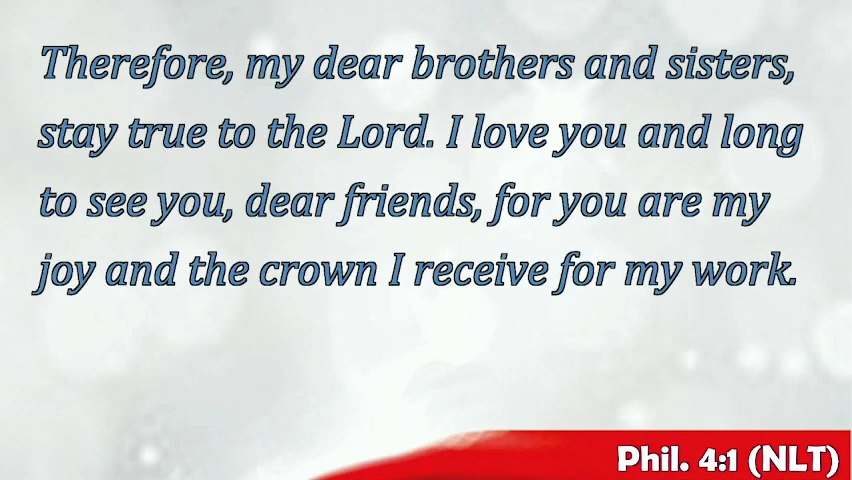 Therefore, my dear brothers and sisters,
stay true to the Lord. I love you and long
to see you, dear friends, for you are my
joy and the crown I receive for my work.
Phil. 4:1 (NLT)